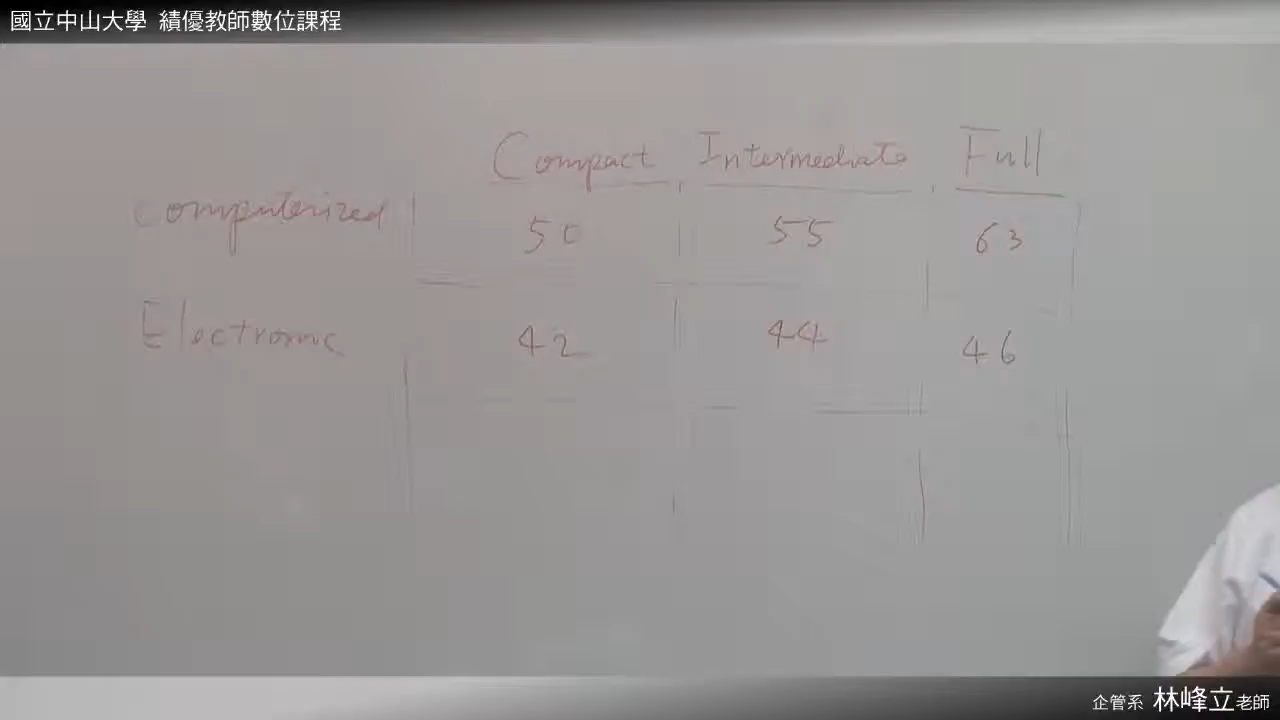 國立中山大學 績優教師數位課程
Compact Intermediate Full
Computerized 50 55 63
Electronic 42 44 46
企管系 林峰立老師